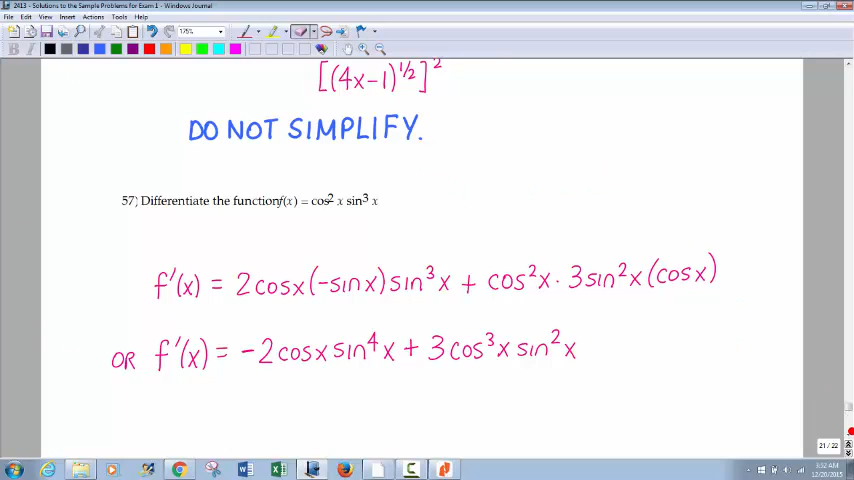 2413 - Solutions to the Sample Problems for Exam 1 - Windows Journal
File Edit View Insert Actions Tools Help
175%
B I
[(4x-1)^{1/2}]^2
DO NOT SIMPLIFY.
57) Differentiate the function f(x) = cos² x sin³ x
f'(x) = 2cosx(-sinx)sin³x + cos²x · 3sin²x(cosx)
OR f'(x) = -2cosx sin⁴x + 3cos³x sin²x
21 / 22
3:32 AM
12/20/2015